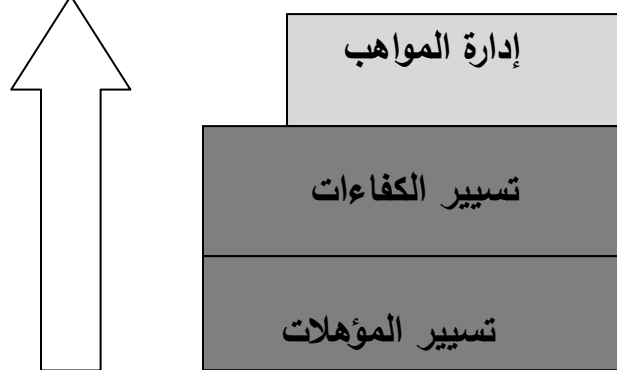 إدارة المواهب
تسيير الكفاءات
تسيير المؤهلات